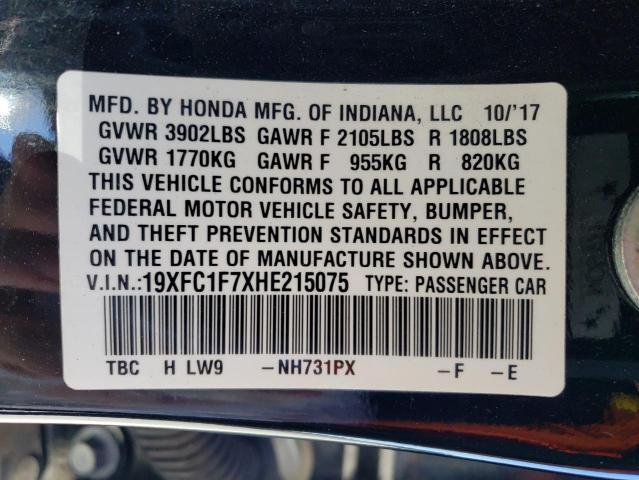 MFD. BY HONDA MFG. OF INDIANA, LLC 10/'17
GVWR 3902LBS GAWR F 2105LBS R 1808LBS
GVWR 1770KG GAWR F 955KG R 820KG
THIS VEHICLE CONFORMS TO ALL APPLICABLE
FEDERAL MOTOR VEHICLE SAFETY, BUMPER,
AND THEFT PREVENTION STANDARDS IN EFFECT
ON THE DATE OF MANUFACTURE SHOWN ABOVE.
V.I.N.:19XFC1F7XHE215075 TYPE: PASSENGER CAR
TBC H LW9 -NH731PX -F -E